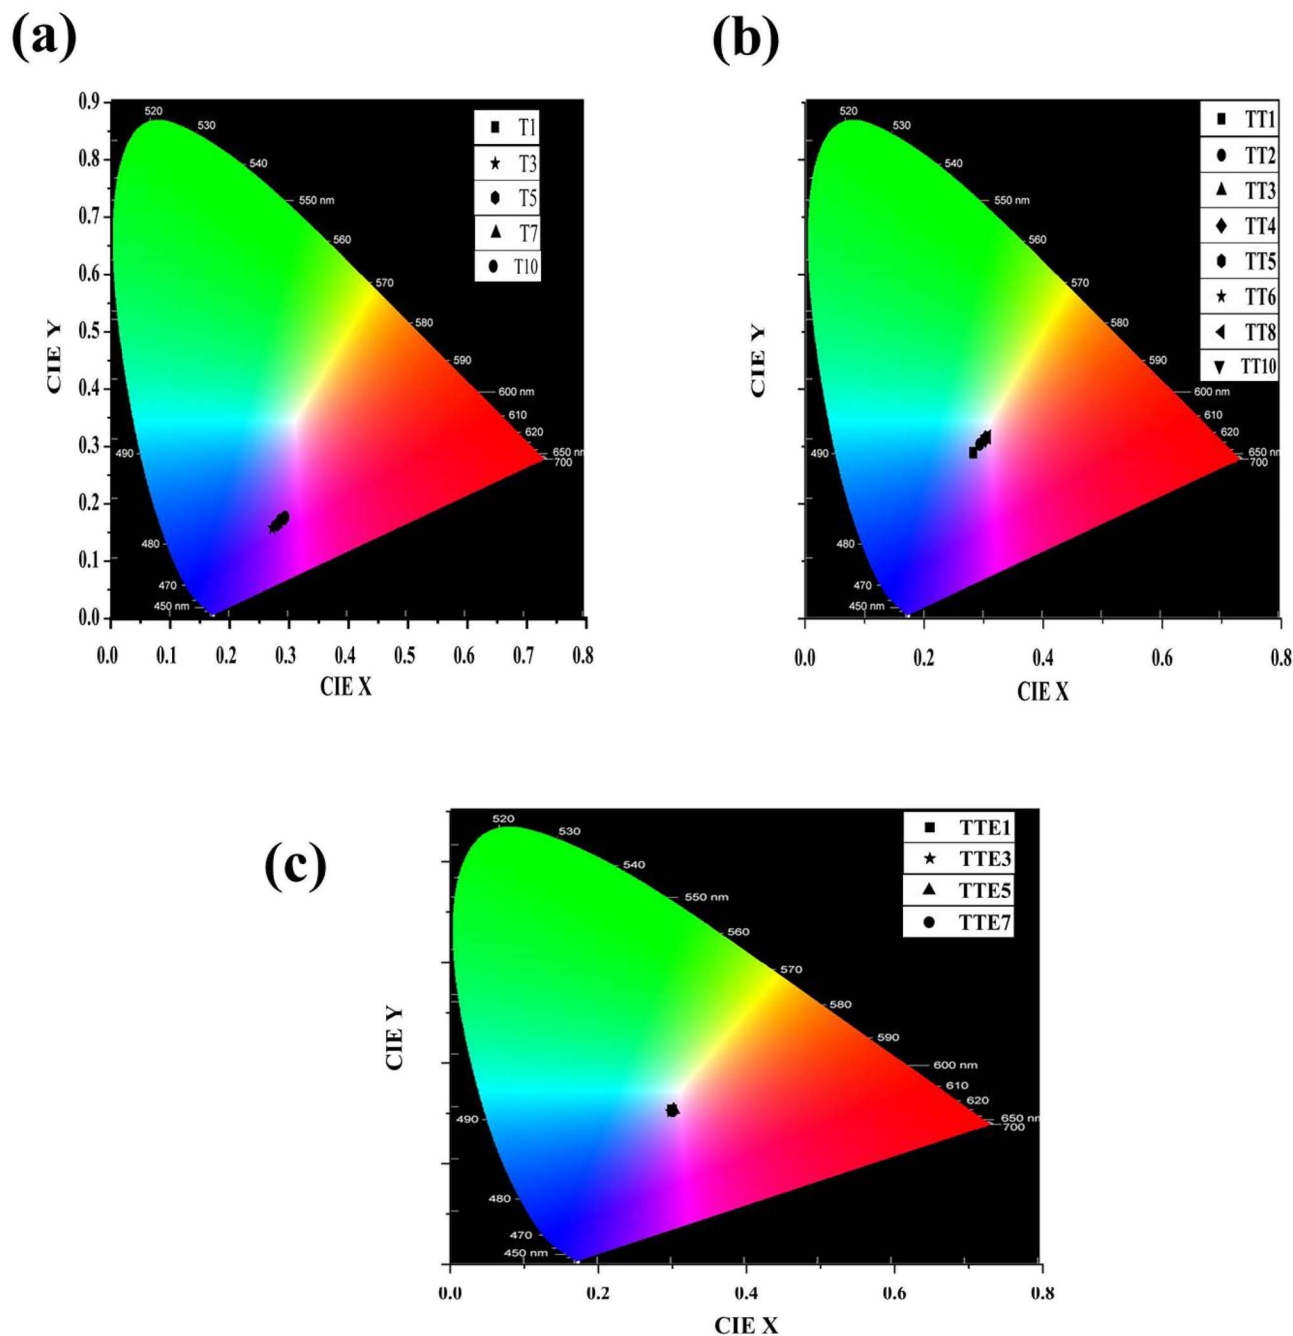 (a)
(b)
0.9
0.8
0.7
0.6
0.5
0.4
0.3
0.2
0.1
0.0
CIE Y
520
530
540
550 nm
560
570
580
590
600 nm
610
620
650 nm
700
490
480
470
450 nm
T1
T3
T5
T7
T10
0.0 0.1 0.2 0.3 0.4 0.5 0.6 0.7 0.8
CIE X
CIE Y
520
530
540
550 nm
560
570
580
590
600 nm
610
620
650 nm
700
490
480
470
450 nm
TT1
TT2
TT3
TT4
TT5
TT6
TT8
TT10
0.0 0.2 0.4 0.6 0.8
CIE X
(c)
CIE Y
520
530
540
550 nm
560
570
580
590
600 nm
610
620
650 nm
700
490
480
470
450 nm
TTE1
TTE3
TTE5
TTE7
0.0 0.2 0.4 0.6 0.8
CIE X